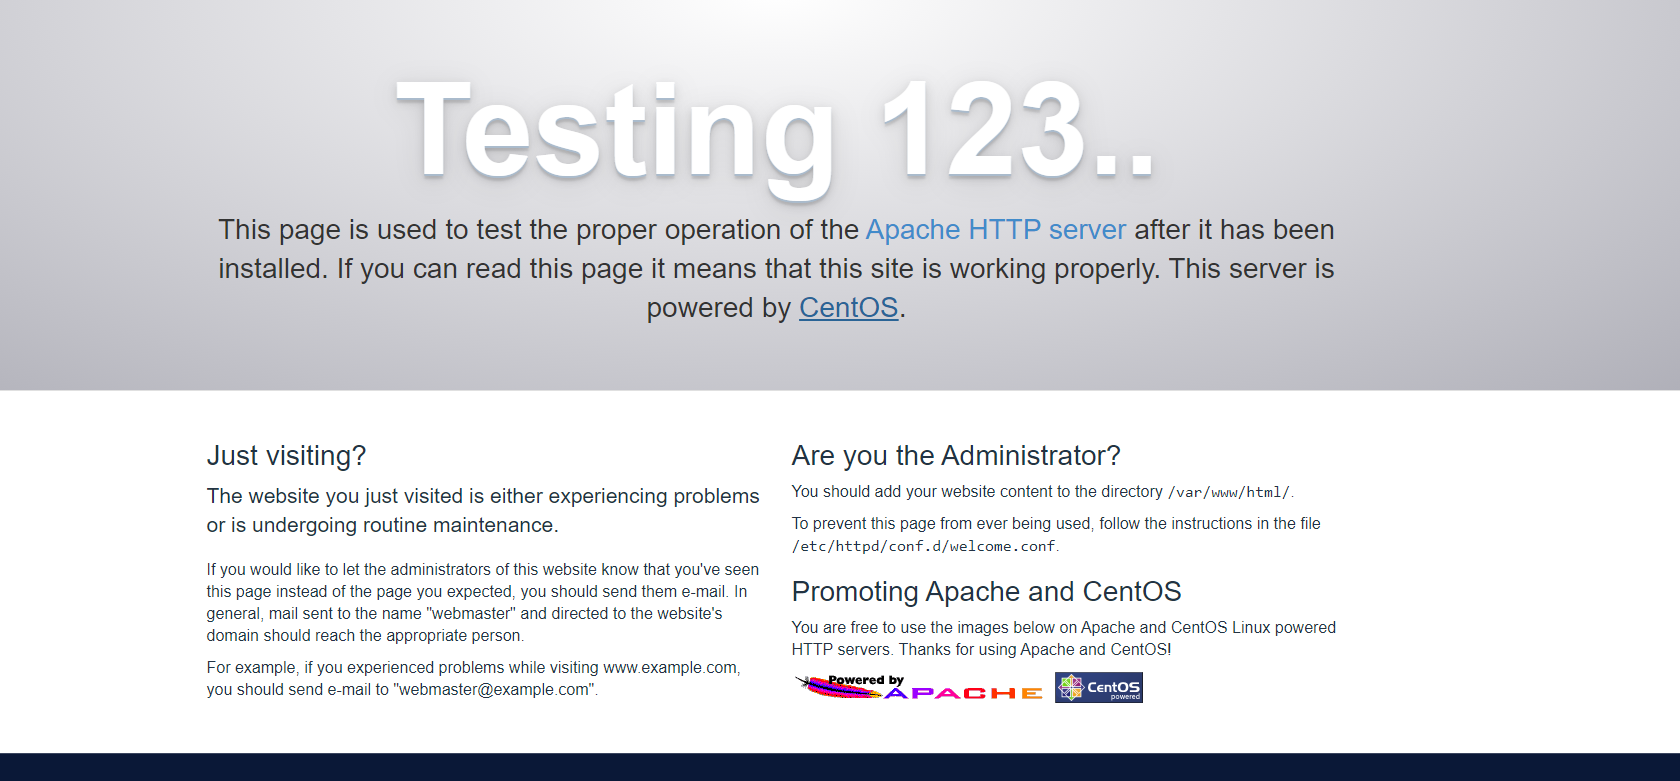 Testing 123..
This page is used to test the proper operation of the Apache HTTP server after it has been
installed. If you can read this page it means that this site is working properly. This server is
powered by CentOS.
Just visiting?
The website you just visited is either experiencing problems
or is undergoing routine maintenance.
If you would like to let the administrators of this website know that you've seen
this page instead of the page you expected, you should send them e-mail. In
general, mail sent to the name "webmaster" and directed to the website's
domain should reach the appropriate person.
For example, if you experienced problems while visiting www.example.com,
you should send e-mail to "webmaster@example.com".
Are you the Administrator?
You should add your website content to the directory /var/www/html/.
To prevent this page from ever being used, follow the instructions in the file
/etc/httpd/conf.d/welcome.conf.
Promoting Apache and CentOS
You are free to use the images below on Apache and CentOS Linux powered
HTTP servers. Thanks for using Apache and CentOS!
Powered by
APACHE
CentOS
powered